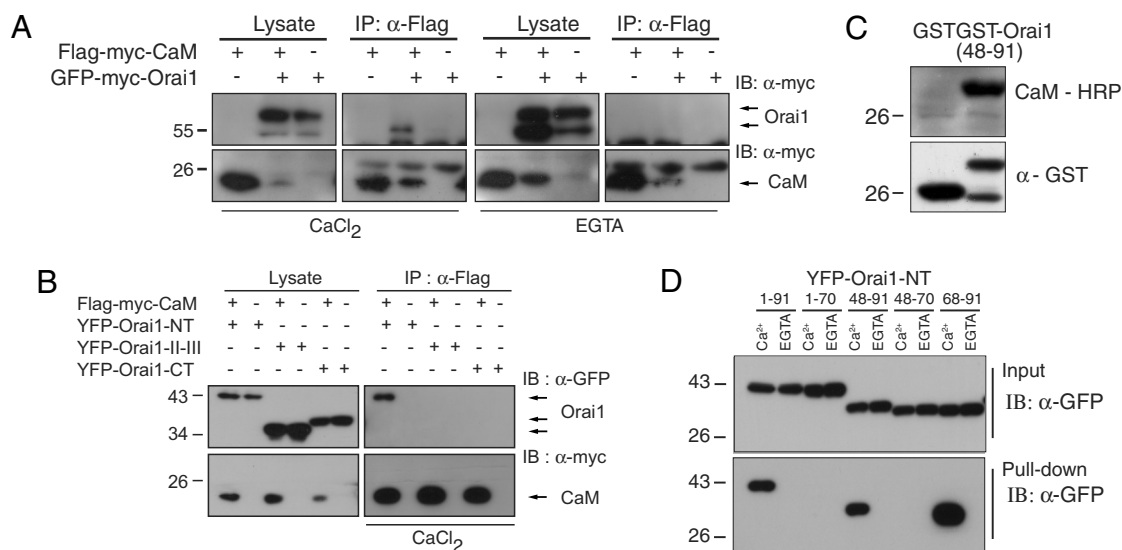 A
Lysate IP: α-Flag Lysate IP: α-Flag
Flag-myc-CaM + + - + + - + + - + + -
GFP-myc-Orai1 - + + - + + - + + - + +
IB: α-myc
Orai1
55
IB: α-myc
26
CaM
CaCl2 EGTA
B
Lysate IP : α-Flag
Flag-myc-CaM + - + - + - + - + - + -
YFP-Orai1-NT + + - - - - + + - - - -
YFP-Orai1-II-III - - + + - - - - + + - -
YFP-Orai1-CT - - - - + + - - - - + +
IB : α-GFP
43
Orai1
34
IB : α-myc
26
CaM
CaCl2
C
GSTGST-Orai1
(48-91)
CaM - HRP
26
α- GST
26
D
YFP-Orai1-NT
1-91 1-70 48-91 48-70 68-91
Ca2+ EGTA Ca2+ EGTA Ca2+ EGTA Ca2+ EGTA Ca2+ EGTA
Input
43
IB: α-GFP
26
Pull-down
43
IB: α-GFP
26